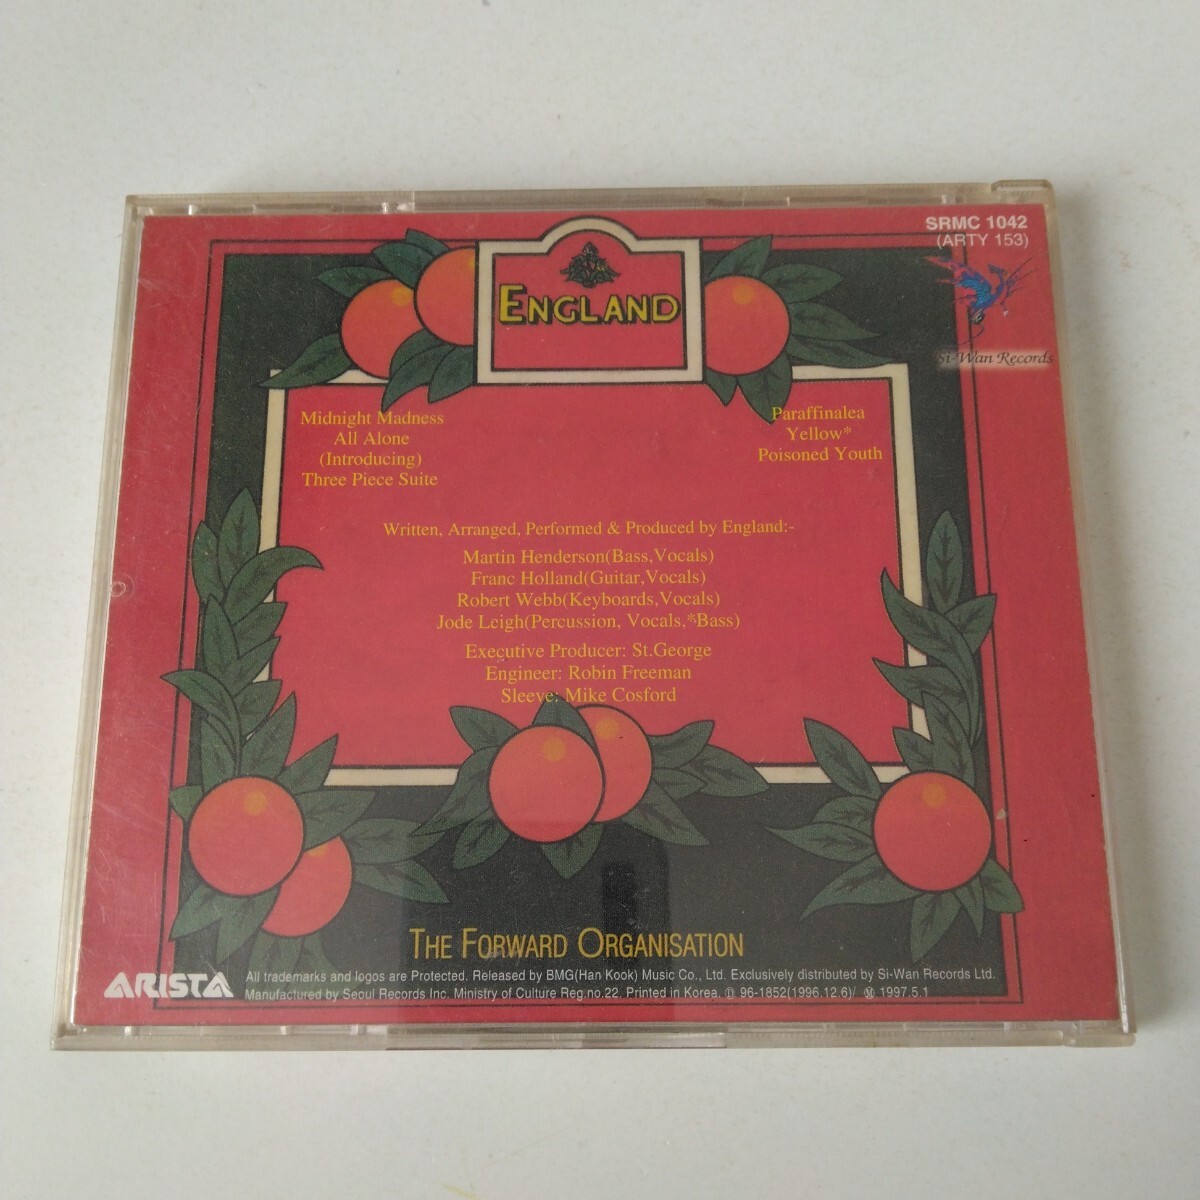 SRMC 1042
(ARTY 153)
Si-Wan Records
ENGLAND
Midnight Madness
All Alone
(Introducing)
Three Piece Suite
Paraffinalea
Yellow*
Poisoned Youth
Written, Arranged, Performed & Produced by England:-
Martin Henderson(Bass,Vocals)
Franc Holland(Guitar,Vocals)
Robert Webb(Keyboards,Vocals)
Jode Leigh(Percussion, Vocals,*Bass)
Executive Producer: St.George
Engineer: Robin Freeman
Sleeve: Mike Cosford
THE FORWARD ORGANISATION
ARISTA
All trademarks and logos are Protected. Released by BMG(Han Kook) Music Co., Ltd. Exclusively distributed by Si-Wan Records Ltd.
Manufactured by Seoul Records Inc. Ministry of Culture Reg.no.22. Printed in Korea. Ⓟ 96-1852(1996.12.6)/ Ⓜ 1997.5.1